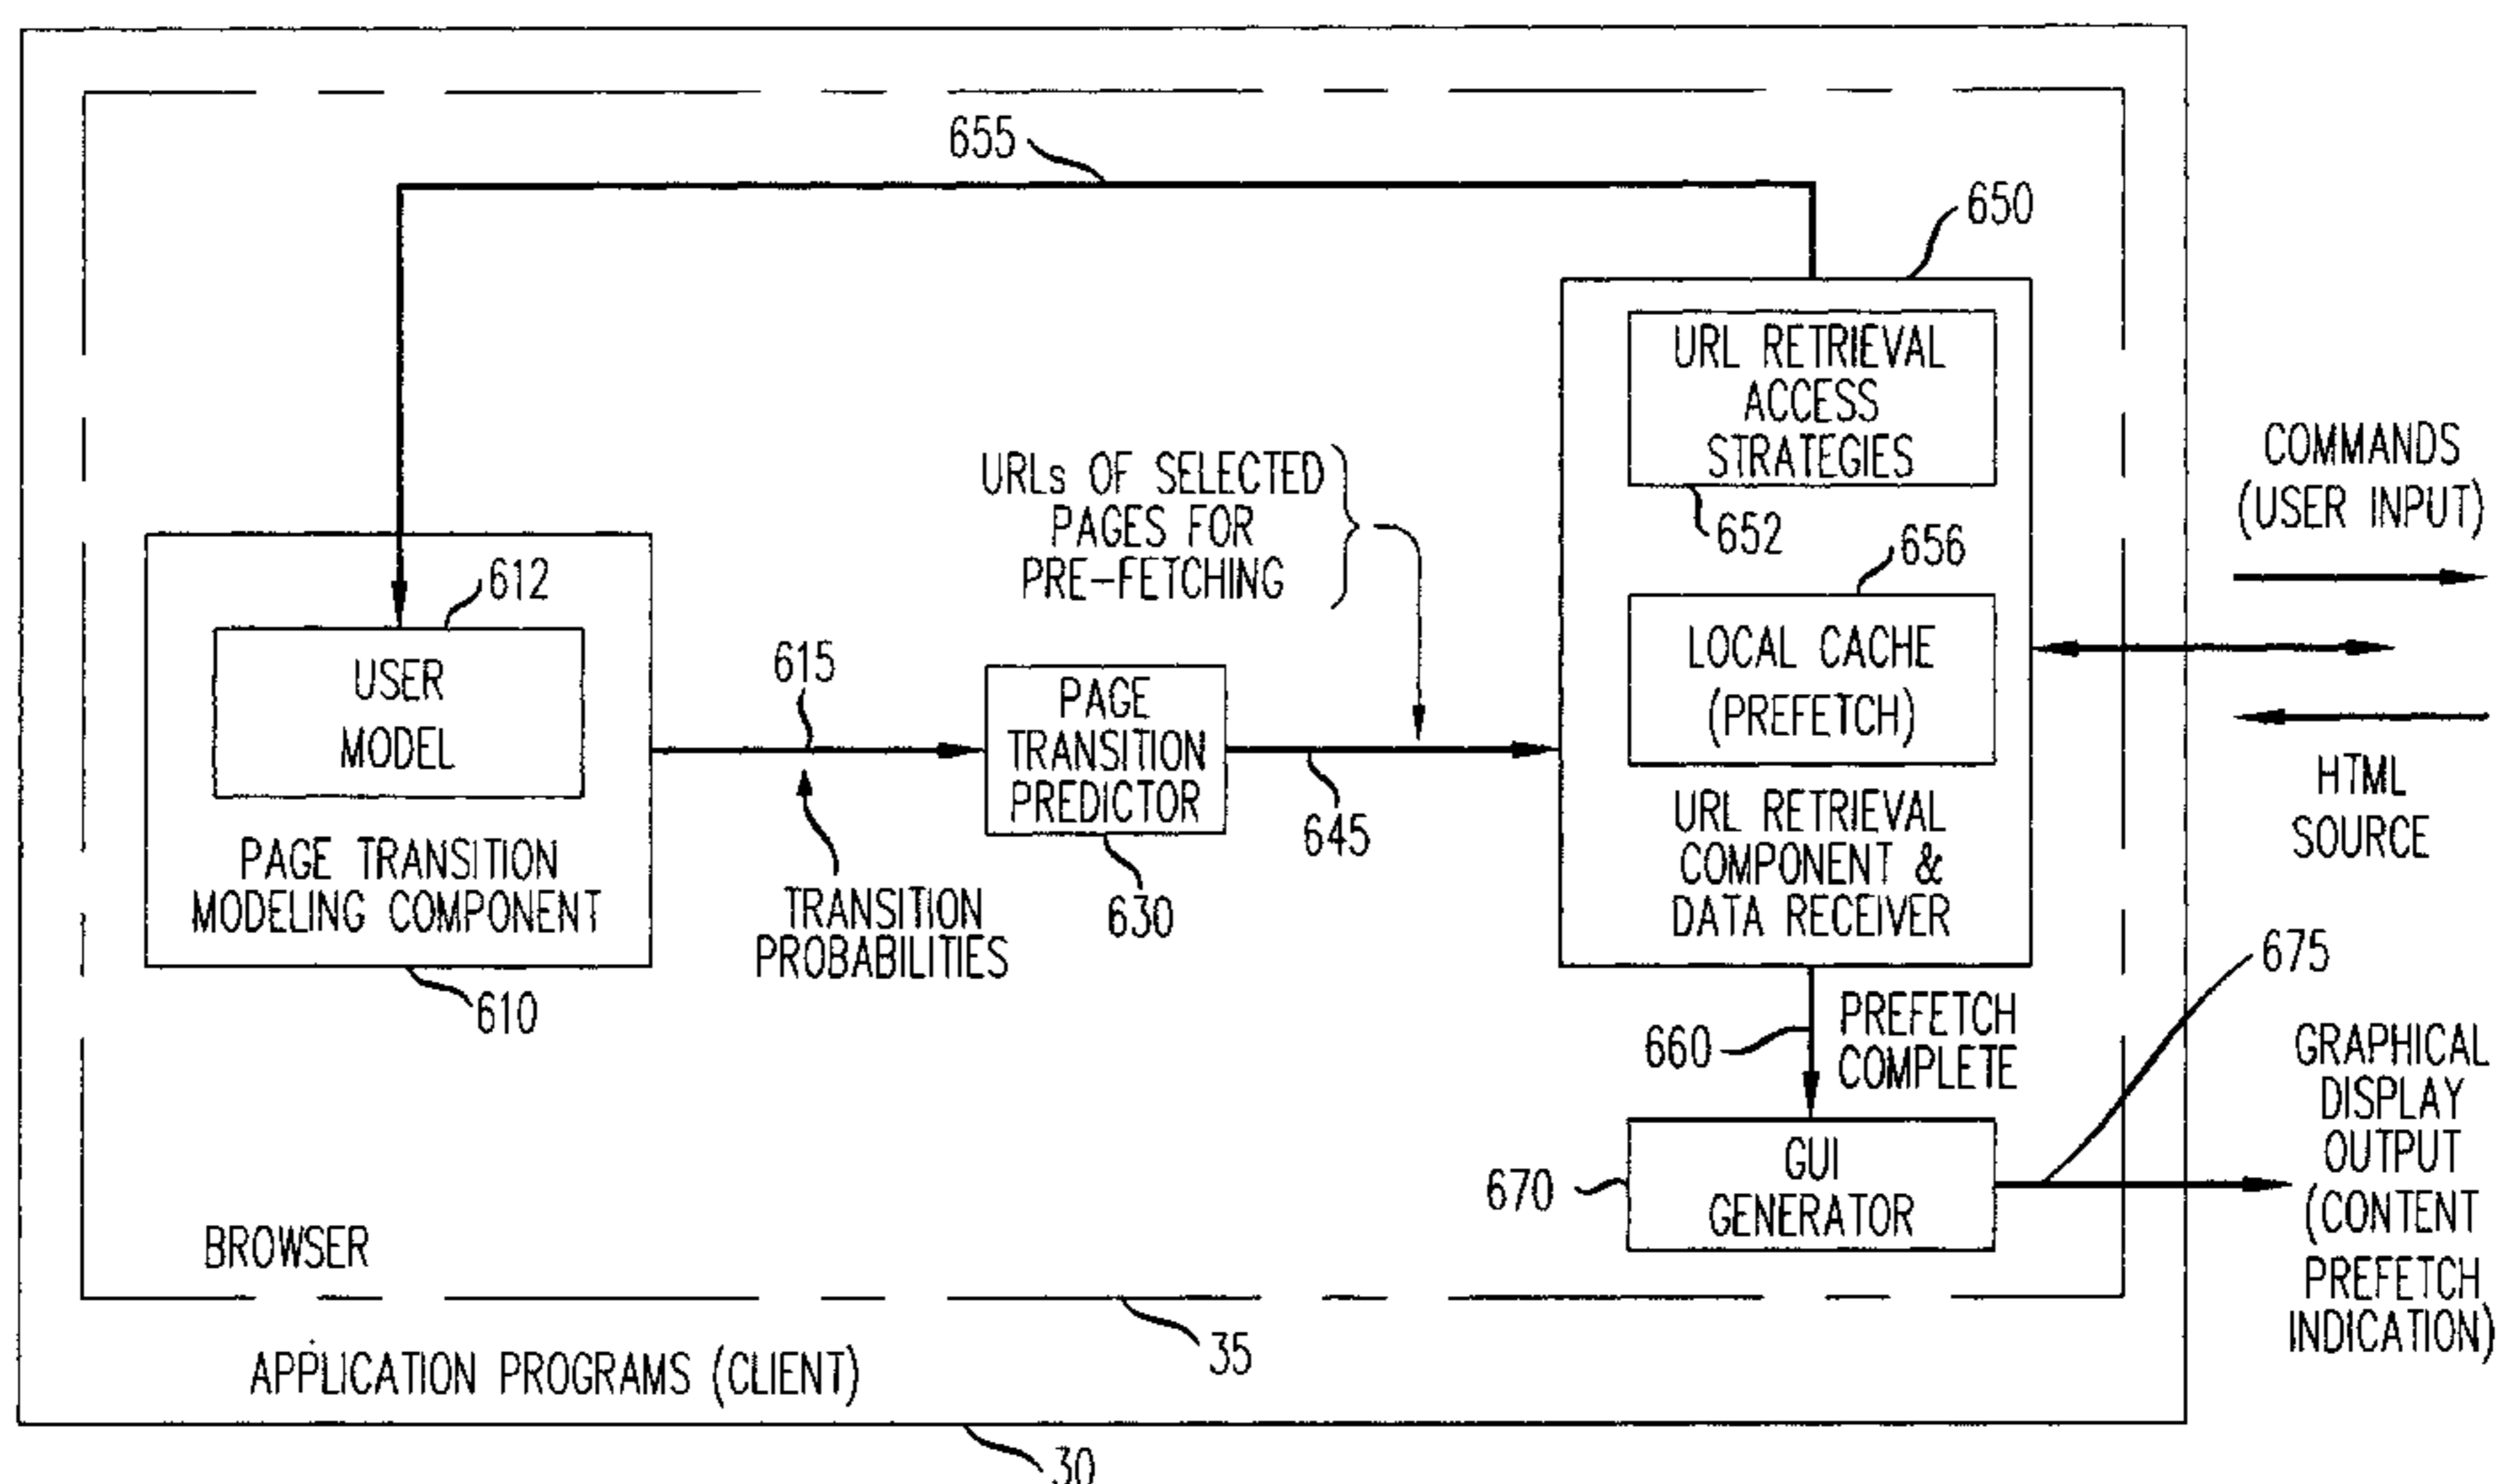 655
650
URL RETRIEVAL
ACCESS
STRATEGIES
652
COMMANDS
(USER INPUT)
URLs OF SELECTED
PAGES FOR
PRE-FETCHING
656
612
USER
MODEL
615
PAGE
TRANSITION
PREDICTOR
LOCAL CACHE
(PREFETCH)
HTML
SOURCE
645
URL RETRIEVAL
COMPONENT &
DATA RECEIVER
PAGE TRANSITION
MODELING COMPONENT
TRANSITION
PROBABILITIES
630
675
610
660
PREFETCH
COMPLETE
GRAPHICAL
DISPLAY
OUTPUT
(CONTENT
PREFETCH
INDICATION)
670
GUI
GENERATOR
BROWSER
35
APPLICATION PROGRAMS (CLIENT)
30